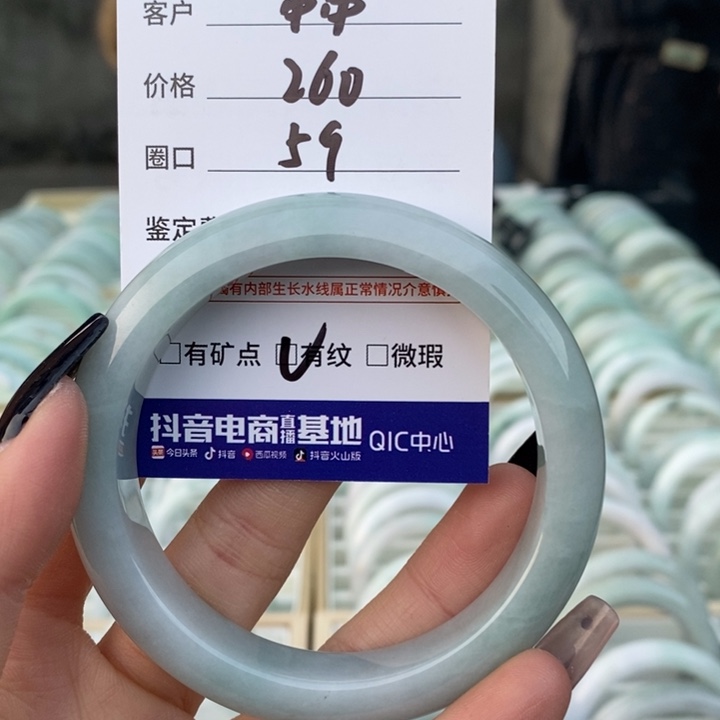 客户
价格 260
圈口 59
鉴定
有内部生长水线属正常情况介意慎
□有矿点 □有纹 □微瑕
抖音电商直播基地 QIC中心
头条 今日头条 抖音 西瓜视频 抖音火山版